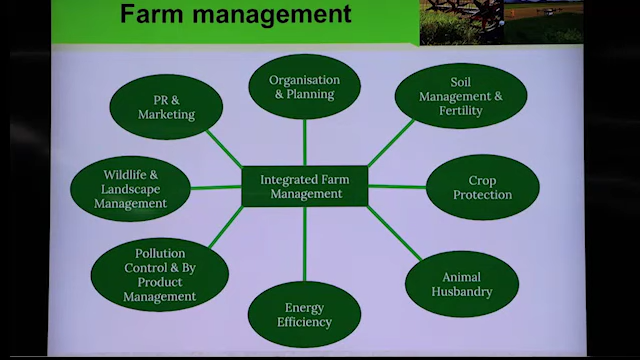 Farm management
Organisation
& Planning
PR &
Marketing
Soil
Management &
Fertility
Wildlife &
Landscape
Management
Integrated Farm
Management
Crop
Protection
Pollution
Control & By
Product
Management
Animal
Husbandry
Energy
Efficiency